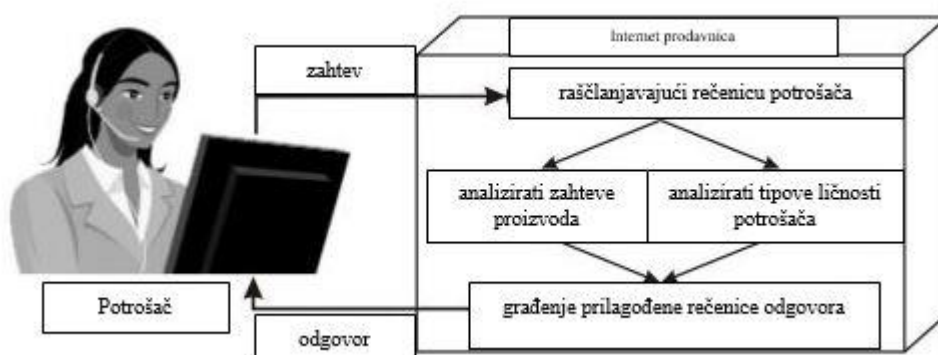 Internet prodavnica
zahtev
raščlanjavajući rečenicu potrošača
analizirati zahteve
proizvoda
analizirati tipove ličnosti
potrošača
građenje prilagođene rečenice odgovora
Potrošač
odgovor